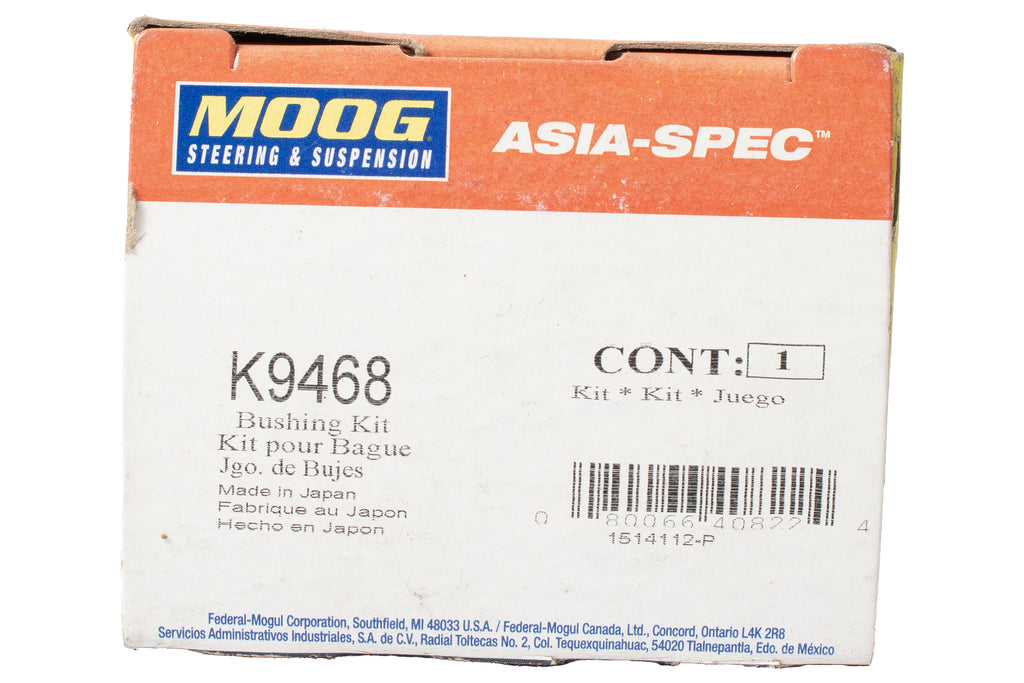 MOOG®
STEERING & SUSPENSION
ASIA-SPEC™
K9468
Bushing Kit
Kit pour Bague
Jgo. de Bujes
Made in Japan
Fabrique au Japon
Hecho en Japon
CONT: 1
Kit * Kit * Juego
0 80066 40822 4
1514112-P
Federal-Mogul Corporation, Southfield, MI 48033 U.S.A. / Federal-Mogul Canada, Ltd., Concord, Ontario L4K 2R8
Servicios Administrativos Industriales, S.A. de C.V., Radial Toltecas No. 2, Col. Tequexquinahuac, 54020 Tlalnepantla, Edo. de México